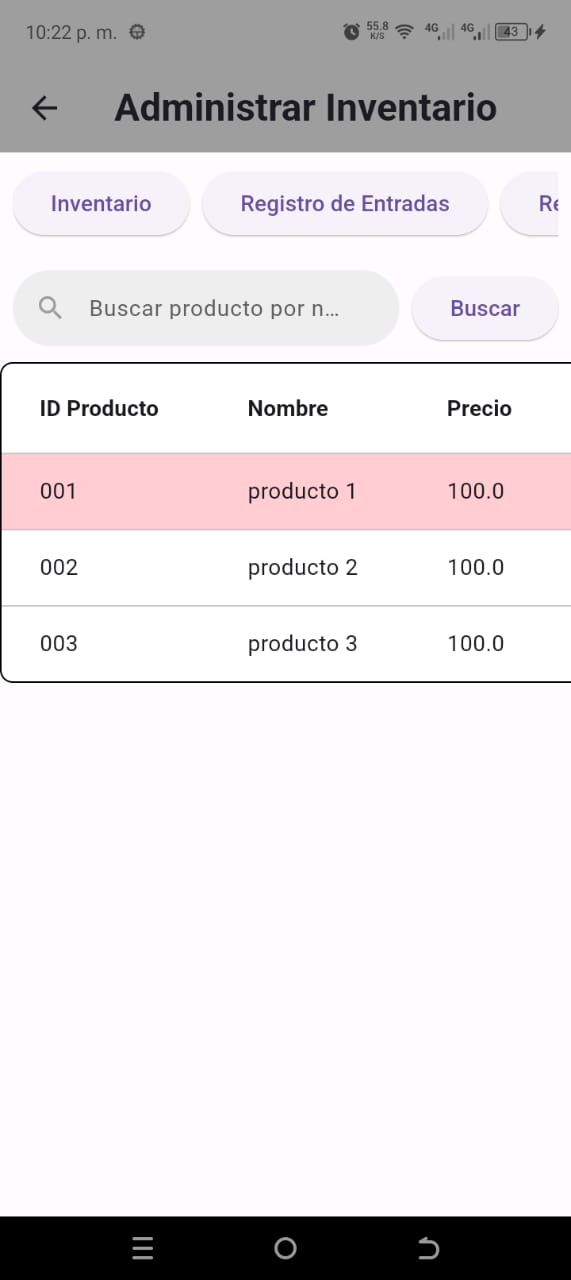 10:22 p. m. 55.8 K/S 4G 4G 43
Administrar Inventario
Inventario Registro de Entradas Re
Buscar producto por n... Buscar
ID Producto Nombre Precio
001 producto 1 100.0
002 producto 2 100.0
003 producto 3 100.0